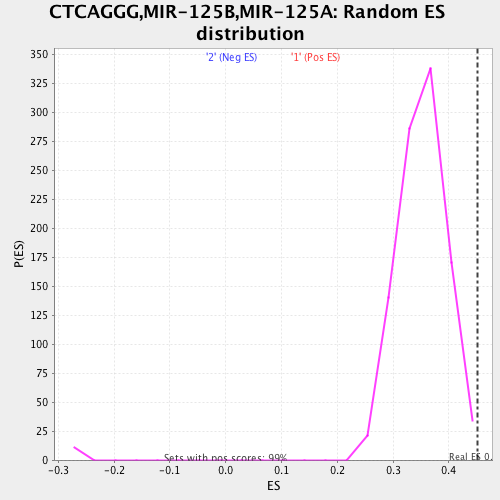 CTCAGGG,MIR-125B,MIR-125A: Random ES
distribution
'2' (Neg ES) '1' (Pos ES)
350
325
300
275
250
225
200
175
150
125
100
75
50
25
0
P(ES)
Sets with pos scores: 99%
Real ES 0.
-0.3 -0.2 -0.1 0.0 0.1 0.2 0.3 0.4
ES